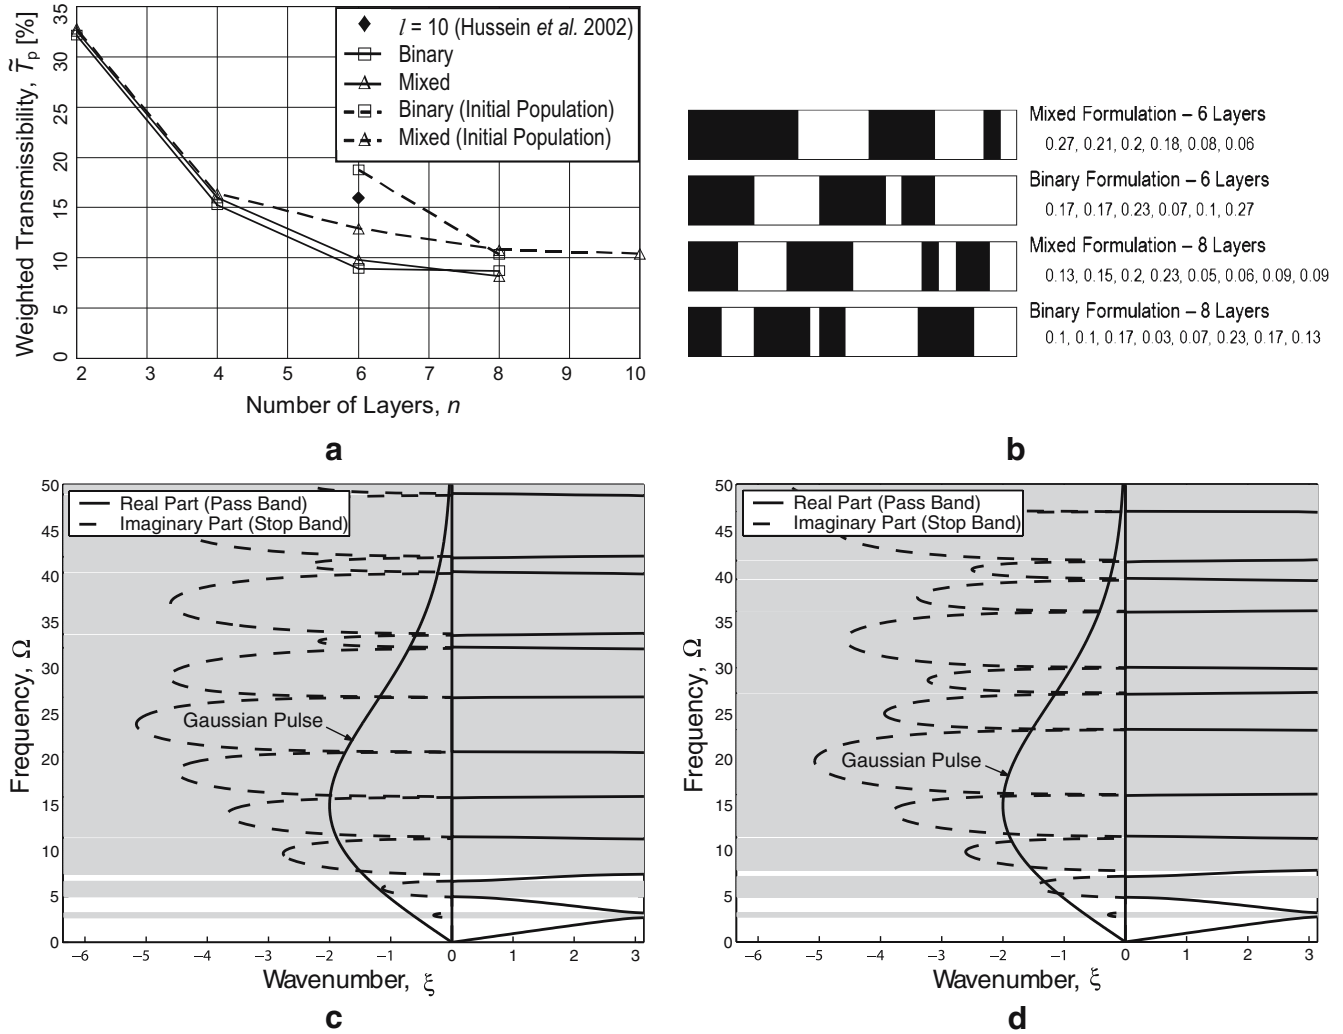 Weighted Transmissibility, T̃p [%]
35
30
25
20
15
10
5
0
l = 10 (Hussein et al. 2002)
Binary
Mixed
Binary (Initial Population)
Mixed (Initial Population)
2 3 4 5 6 7 8 9 10
Number of Layers, n
a
Mixed Formulation – 6 Layers
0.27, 0.21, 0.2, 0.18, 0.08, 0.06
Binary Formulation – 6 Layers
0.17, 0.17, 0.23, 0.07, 0.1, 0.27
Mixed Formulation – 8 Layers
0.13, 0.15, 0.2, 0.23, 0.05, 0.06, 0.09, 0.09
Binary Formulation – 8 Layers
0.1, 0.1, 0.17, 0.03, 0.07, 0.23, 0.17, 0.13
b
Frequency, Ω
50
45
40
35
30
25
20
15
10
5
0
Real Part (Pass Band)
Imaginary Part (Stop Band)
Gaussian Pulse
−6 −5 −4 −3 −2 −1 0 1 2 3
Wavenumber, ξ
c
Frequency, Ω
50
45
40
35
30
25
20
15
10
5
0
Real Part (Pass Band)
Imaginary Part (Stop Band)
Gaussian Pulse
−6 −5 −4 −3 −2 −1 0 1 2 3
Wavenumber, ξ
d